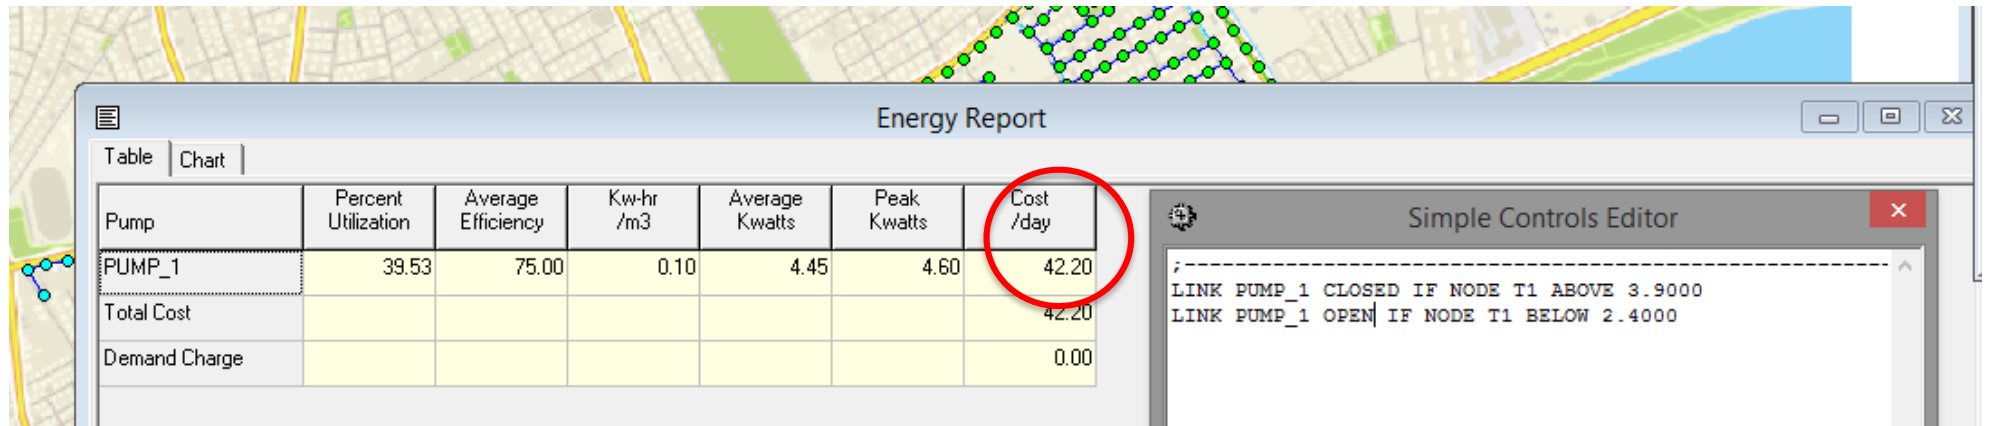 Energy Report
Table Chart
Pump Percent Utilization Average Efficiency Kw-hr /m3 Average Kwatts Peak Kwatts Cost /day
PUMP_1 39.53 75.00 0.10 4.45 4.60 42.20
Total Cost 42.20
Demand Charge 0.00
Simple Controls Editor
;---------------------------------------------------------
LINK PUMP_1 CLOSED IF NODE T1 ABOVE 3.9000
LINK PUMP_1 OPEN IF NODE T1 BELOW 2.4000